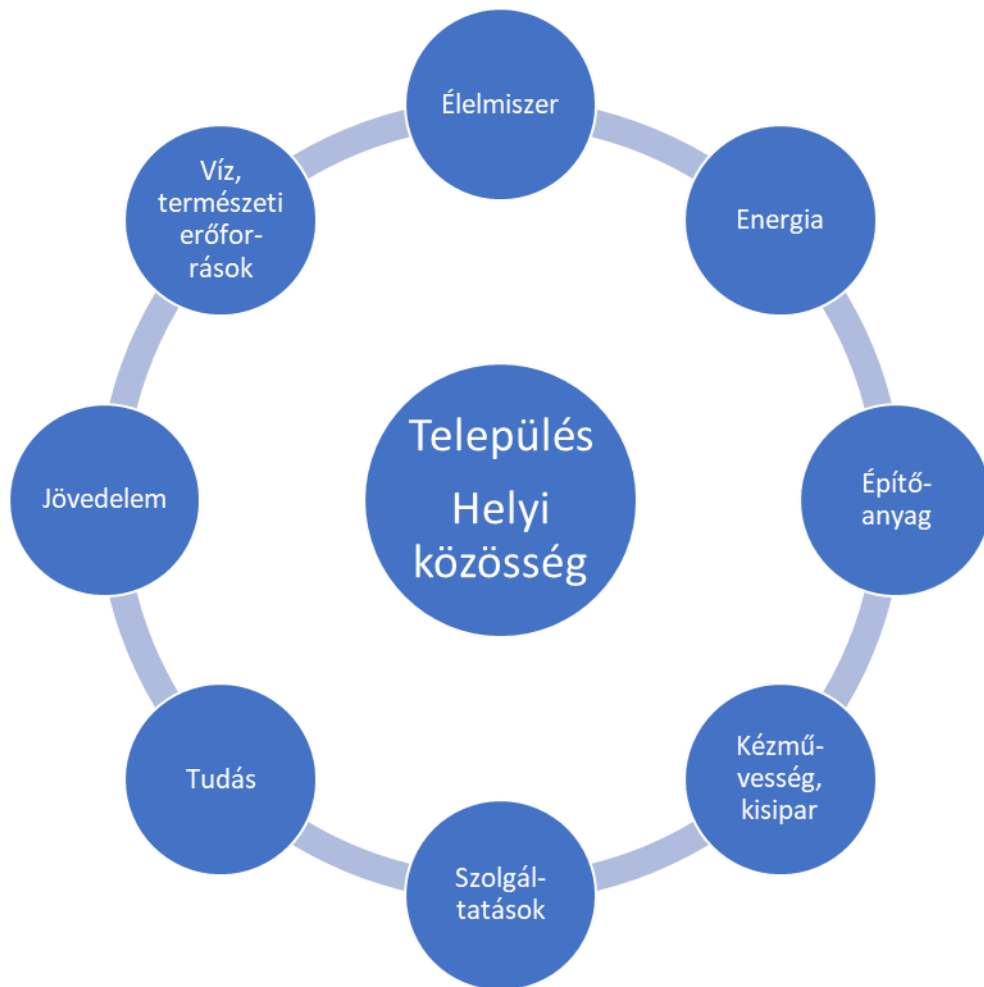 Élelmiszer
Energia
Építő-
anyag
Kézmű-
vesség,
kisipar
Szolgál-
tatások
Tudás
Jövedelem
Víz,
természeti
erőfor-
rások
Település
Helyi
közösség